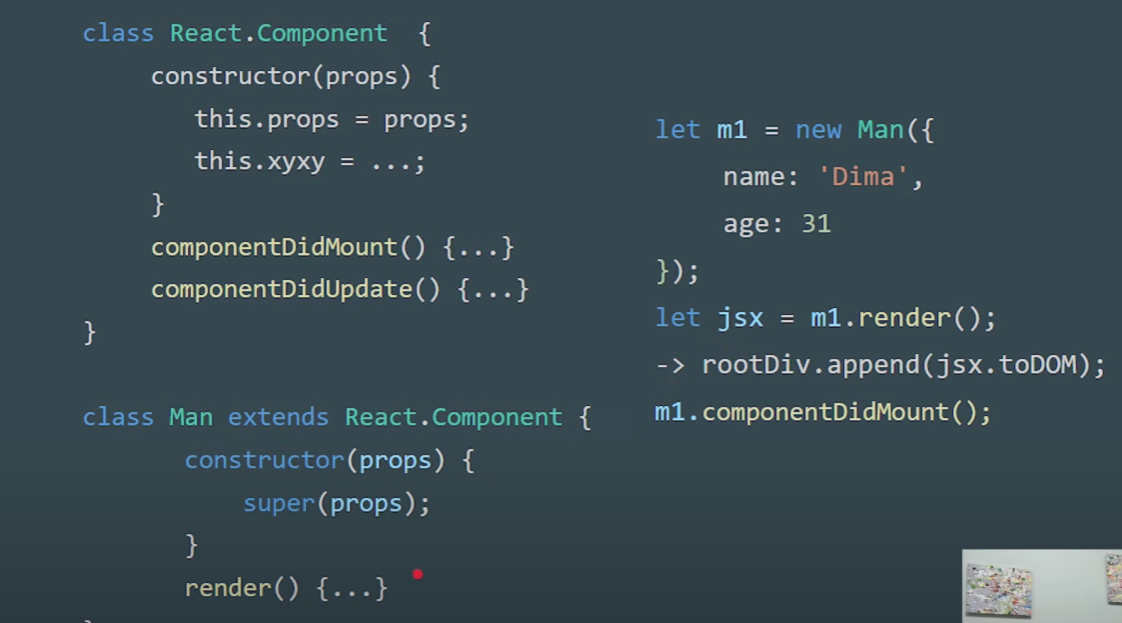 class React.Component {
constructor(props) {
this.props = props;
this.xyxy = ...;
}
componentDidMount() {...}
componentDidUpdate() {...}
}
class Man extends React.Component {
constructor(props) {
super(props);
}
render() {...}
}
let m1 = new Man({
name: 'Dima',
age: 31
});
let jsx = m1.render();
-> rootDiv.append(jsx.toDOM);
m1.componentDidMount();